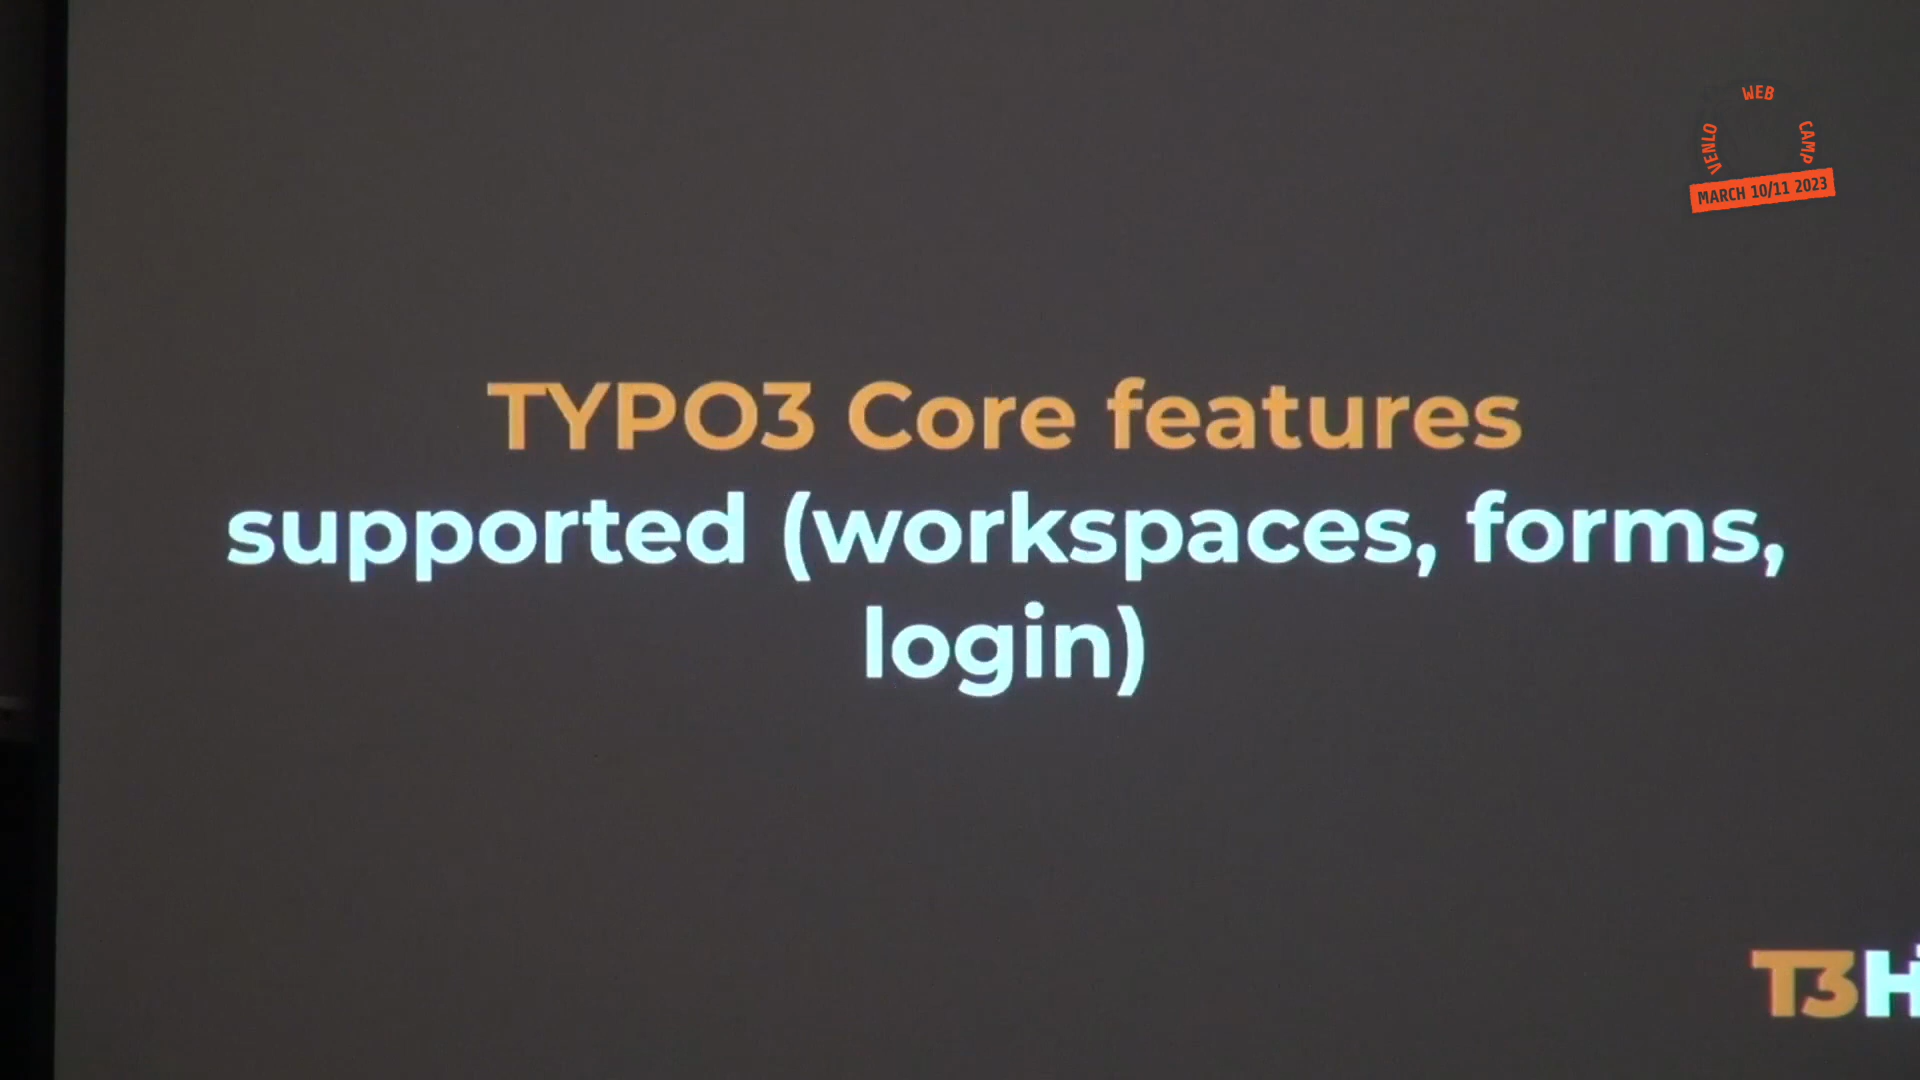 WEB
VENLO
CAMP
MARCH 10/11 2023
TYPO3 Core features
supported (workspaces, forms,
login)
T3H